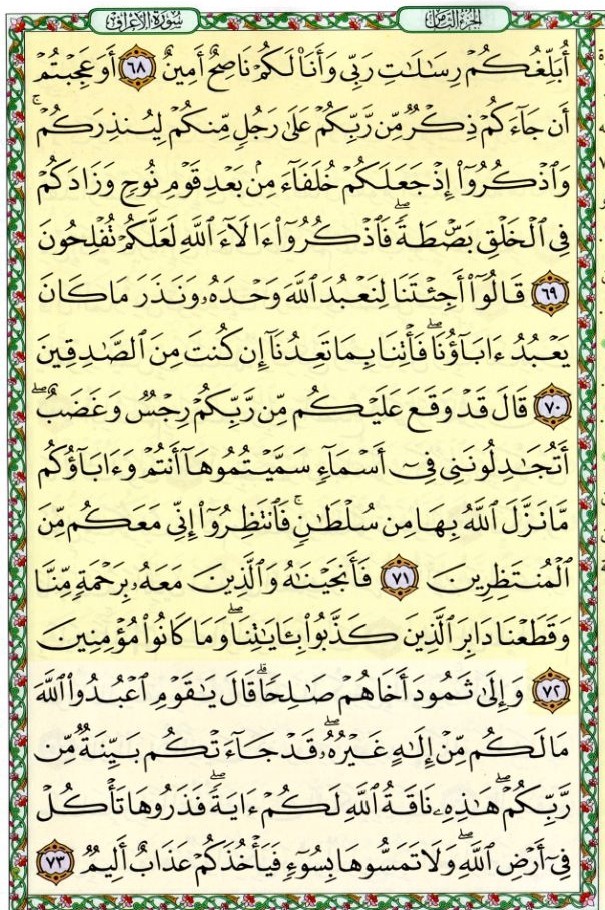 سورة الأعراف
الجزء الثامن
أُبَلِّغُكُمْ رِسَٰلَٰتِ رَبِّى وَأَنَا۠ لَكُمْ نَاصِحٌ أَمِينٌ ٦٨ أَوَعَجِبْتُمْ
أَن جَآءَكُمْ ذِكْرٌ مِّن رَّبِّكُمْ عَلَىٰ رَجُلٍ مِّنكُمْ لِيُنذِرَكُمْ ۚ
وَٱذْكُرُوٓا۟ إِذْ جَعَلَكُمْ خُلَفَآءَ مِنۢ بَعْدِ قَوْمِ نُوحٍ وَزَادَكُمْ
فِى ٱلْخَلْقِ بَصْۜطَةً ۖ فَٱذْكُرُوٓا۟ ءَالَآءَ ٱللَّهِ لَعَلَّكُمْ تُفْلِحُونَ
٦٩ قَالُوٓا۟ أَجِئْتَنَا لِنَعْبُدَ ٱللَّهَ وَحْدَهُۥ وَنَذَرَ مَا كَانَ
يَعْبُدُ ءَابَآؤُنَا ۖ فَأْتِنَا بِمَا تَعِدُنَآ إِن كُنتَ مِنَ ٱلصَّٰدِقِينَ
٧٠ قَالَ قَدْ وَقَعَ عَلَيْكُم مِّن رَّبِّكُمْ رِجْسٌ وَغَضَبٌ ۖ
أَتُجَٰدِلُونَنِى فِىٓ أَسْمَآءٍ سَمَّيْتُمُوهَآ أَنتُمْ وَءَابَآؤُكُم
مَّا نَزَّلَ ٱللَّهُ بِهَا مِن سُلْطَٰنٍ ۚ فَٱنتَظِرُوٓا۟ إِنِّى مَعَكُم مِّنَ
ٱلْمُنتَظِرِينَ ٧١ فَأَنجَيْنَٰهُ وَٱلَّذِينَ مَعَهُۥ بِرَحْمَةٍ مِّنَّا
وَقَطَعْنَا دَابِرَ ٱلَّذِينَ كَذَّبُوا۟ بِـَٔايَٰتِنَا ۖ وَمَا كَانُوا۟ مُؤْمِنِينَ
٧٢ وَإِلَىٰ ثَمُودَ أَخَاهُمْ صَٰلِحًا ۗ قَالَ يَٰقَوْمِ ٱعْبُدُوا۟ ٱللَّهَ
مَا لَكُم مِّنْ إِلَٰهٍ غَيْرُهُۥ ۖ قَدْ جَآءَتْكُم بَيِّنَةٌ مِّن
رَّبِّكُمْ ۖ هَٰذِهِۦ نَاقَةُ ٱللَّهِ لَكُمْ ءَايَةً ۖ فَذَرُوهَا تَأْكُلْ
فِىٓ أَرْضِ ٱللَّهِ ۖ وَلَا تَمَسُّوهَا بِسُوٓءٍ فَيَأْخُذَكُمْ عَذَابٌ أَلِيمٌ ٧٣